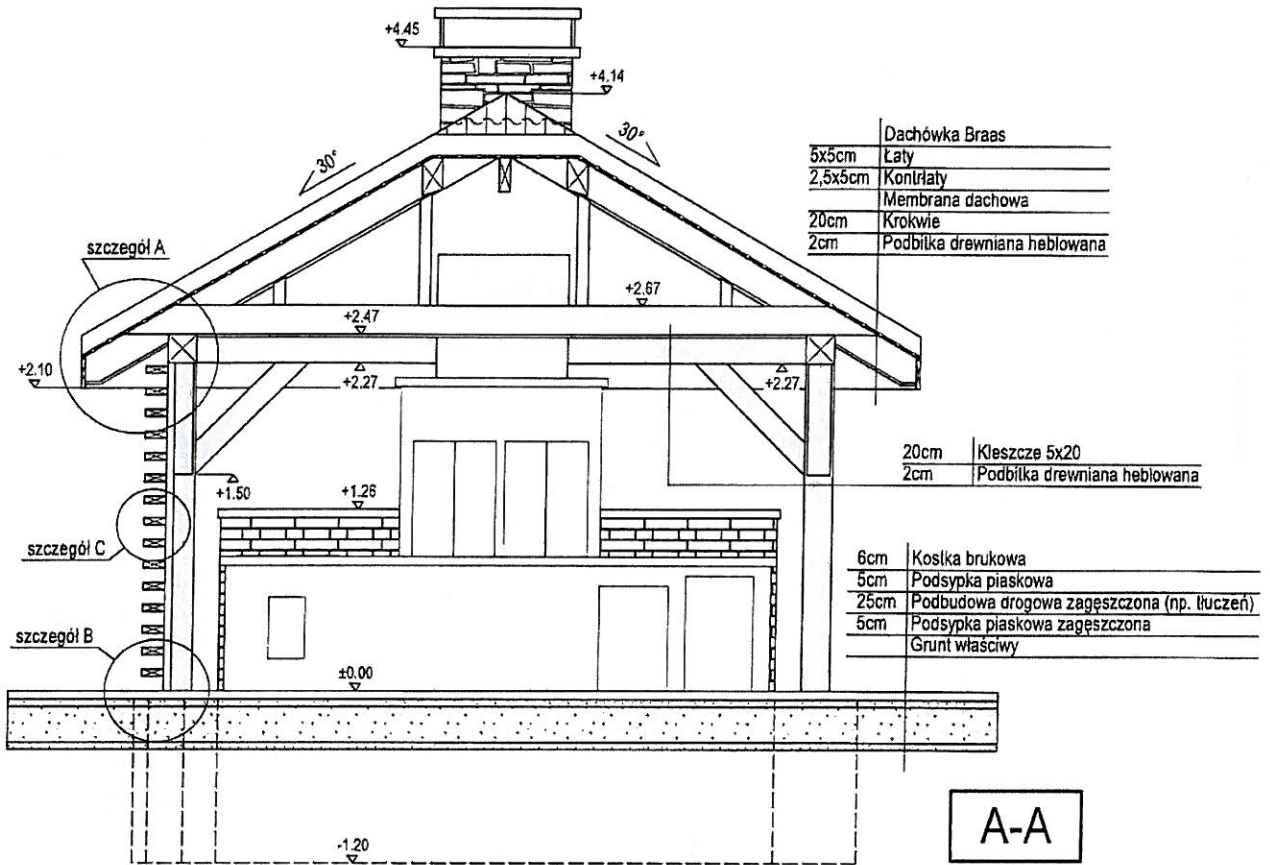 +4.45
+4.14
30°
30°
Dachówka Braas
5x5cm Łaty
2,5x5cm Kontrłaty
Membrana dachowa
20cm Krokwie
2cm Podbitka drewniana heblowana
szczegół A
+2.67
+2.47
+2.10
+2.27
+2.27
20cm Kleszcze 5x20
2cm Podbitka drewniana heblowana
+1.50
+1.26
szczegół C
6cm Kostka brukowa
5cm Podsypka piaskowa
25cm Podbudowa drogowa zagęszczona (np. tłuczeń)
5cm Podsypka piaskowa zagęszczona
Grunt właściwy
szczegół B
±0.00
A-A
-1.20